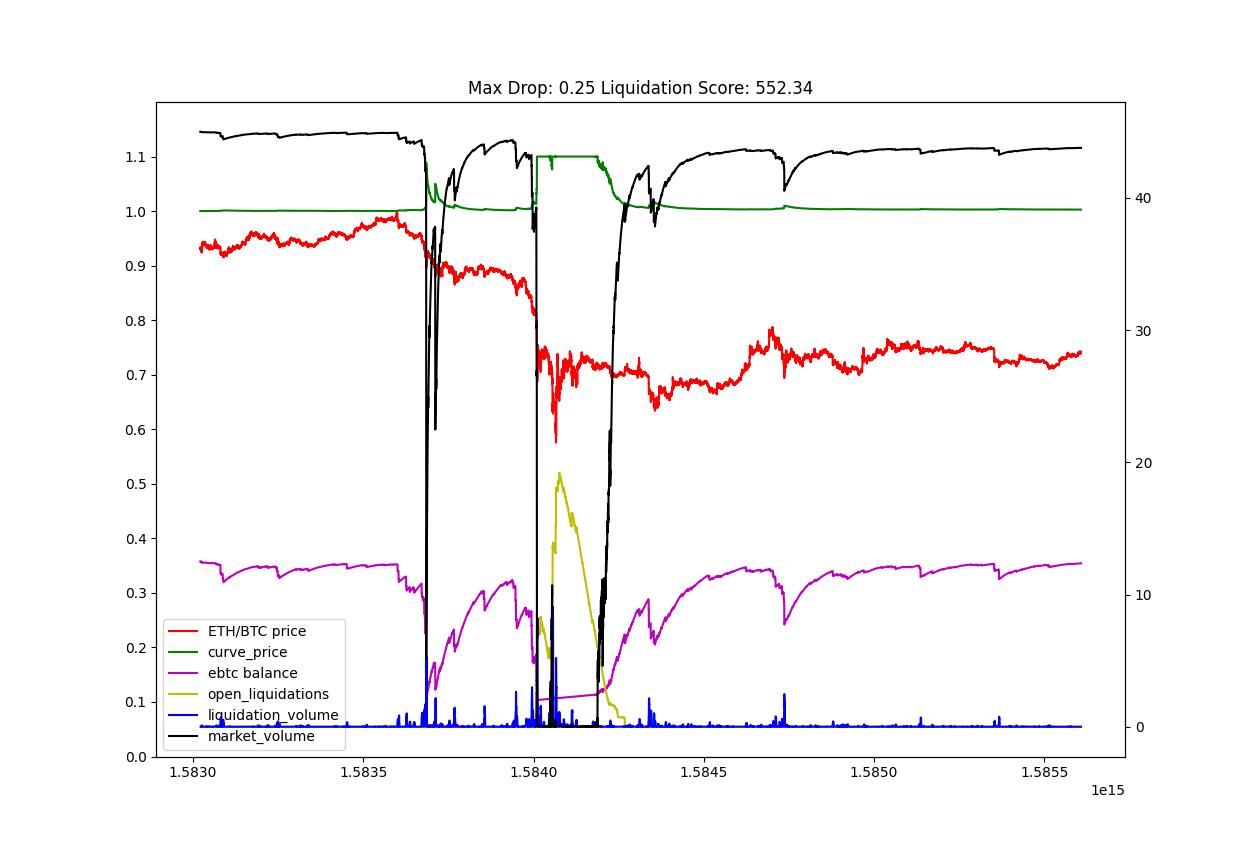 Max Drop: 0.25 Liquidation Score: 552.34
1.1
1.0
0.9
0.8
0.7
0.6
0.5
0.4
0.3
0.2
0.1
0.0
40
30
20
10
0
ETH/BTC price
curve_price
ebtc balance
open_liquidations
liquidation_volume
market_volume
1.5830 1.5835 1.5840 1.5845 1.5850 1.5855
1e15